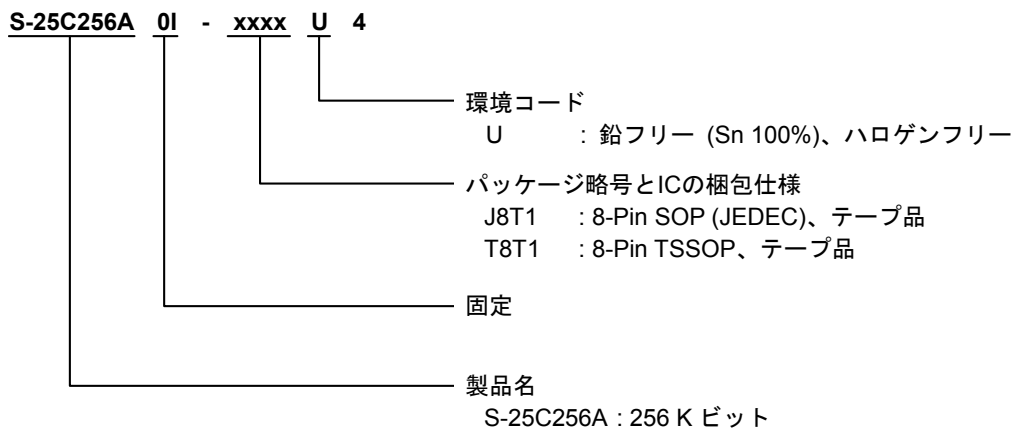 S-25C256A 0I - xxxx U 4
環境コード
U : 鉛フリー (Sn 100%)、ハロゲンフリー
パッケージ略号とICの梱包仕様
J8T1 : 8-Pin SOP (JEDEC)、テープ品
T8T1 : 8-Pin TSSOP、テープ品
固定
製品名
S-25C256A : 256 K ビット